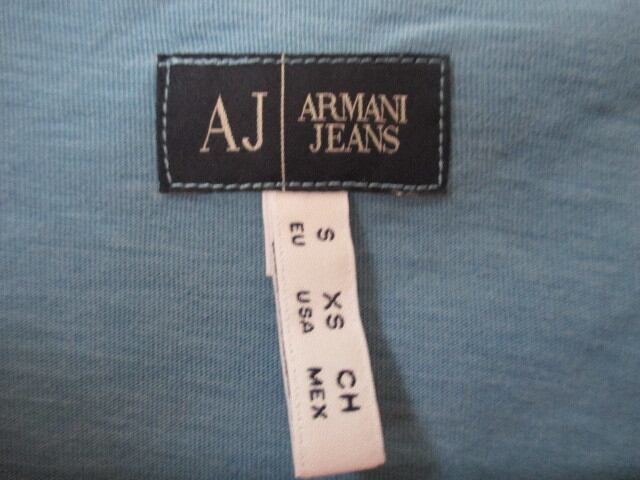 AJ ARMANI
JEANS
S XS CH
EU USA MEX